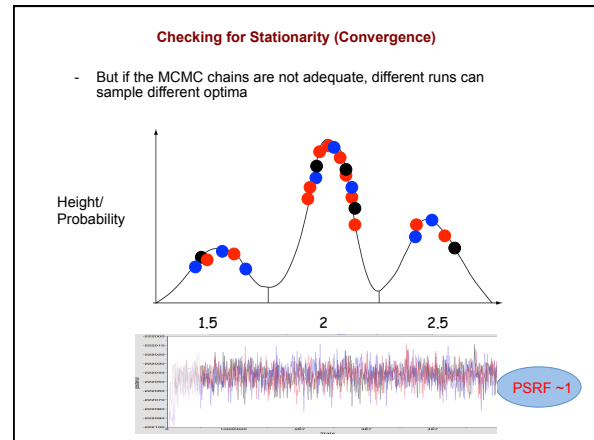 Checking for Stationarity (Convergence)
- But if the MCMC chains are not adequate, different runs can
sample different optima
Height/
Probability
1.5 2 2.5
PSRF ~1